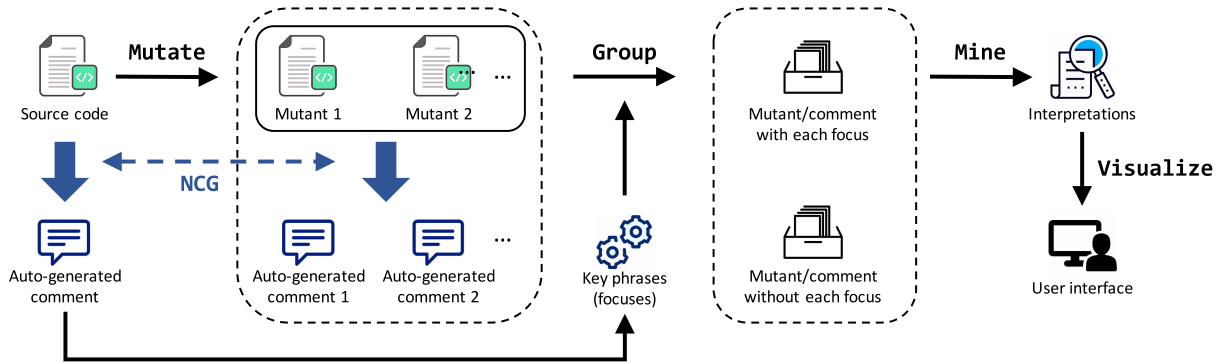 Mutate
Group
Mine
Source code
Mutant 1
Mutant 2
...
...
Mutant/comment
with each focus
Interpretations
NCG
Visualize
...
Auto-generated
comment
Auto-generated
comment 1
Auto-generated
comment 2
Key phrases
(focuses)
Mutant/comment
without each focus
User interface